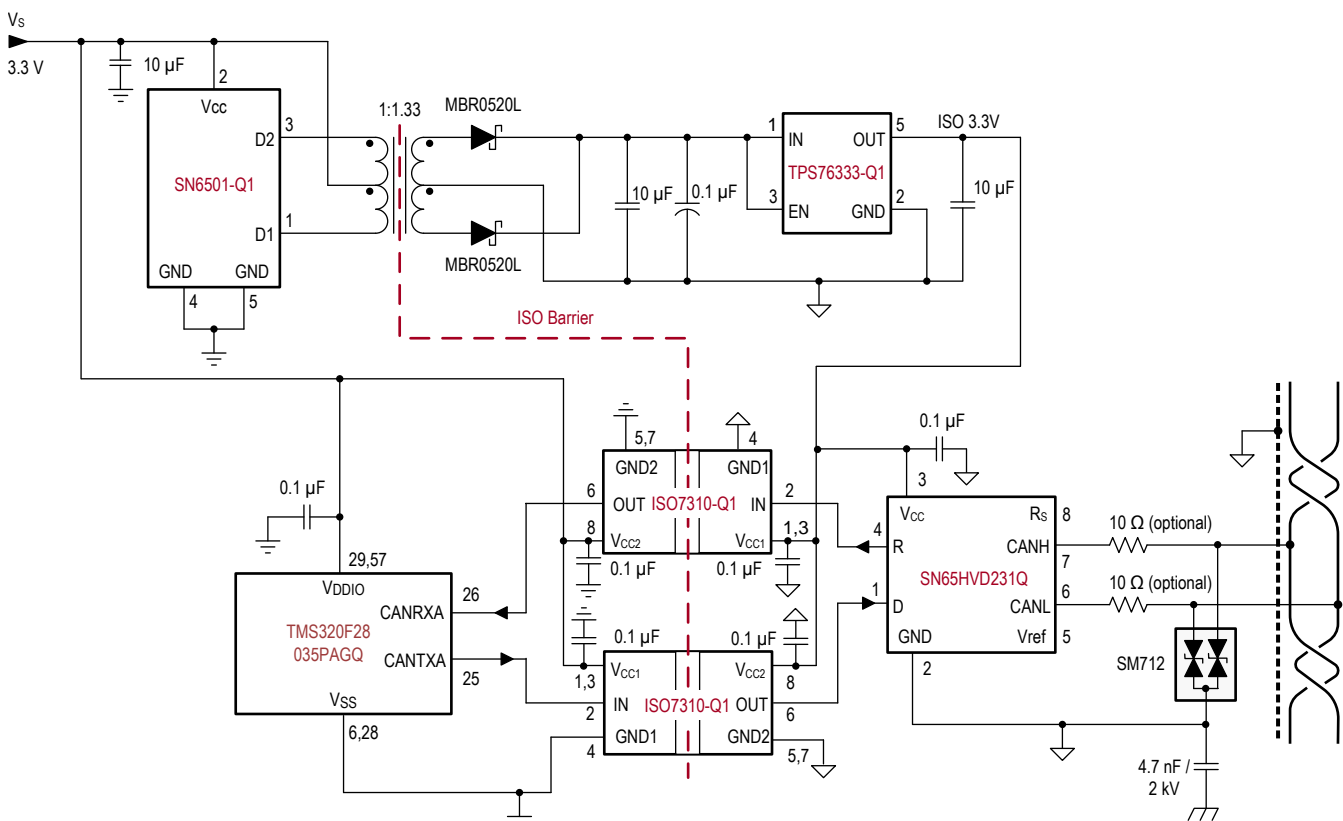 VS
3.3 V
10 µF
2
Vcc
D2
3
SN6501-Q1
D1
1
GND
GND
4
5
1:1.33
MBR0520L
MBR0520L
10 µF
0.1 µF
1
IN
OUT
5
TPS76333-Q1
3
EN
GND
2
ISO 3.3V
10 µF
ISO Barrier
5,7
4
GND2
GND1
6
OUT
ISO7310-Q1
IN
2
8
VCC2
VCC1
1,3
0.1 µF
0.1 µF
0.1 µF
29,57
VDDIO
26
CANRXA
TMS320F28
035PAGQ
CANTXA
25
VSS
6,28
0.1 µF
0.1 µF
VCC1
VCC2
1,3
8
IN
ISO7310-Q1
OUT
2
6
GND1
GND2
4
5,7
0.1 µF
3
VCC
RS
8
4
R
CANH
7
SN65HVD231Q
1
D
CANL
6
GND
Vref
5
2
10 Ω (optional)
10 Ω (optional)
SM712
4.7 nF /
2 kV